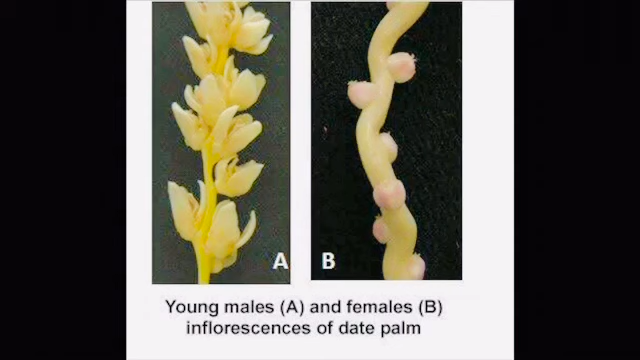 A B
Young males (A) and females (B)
inflorescences of date palm